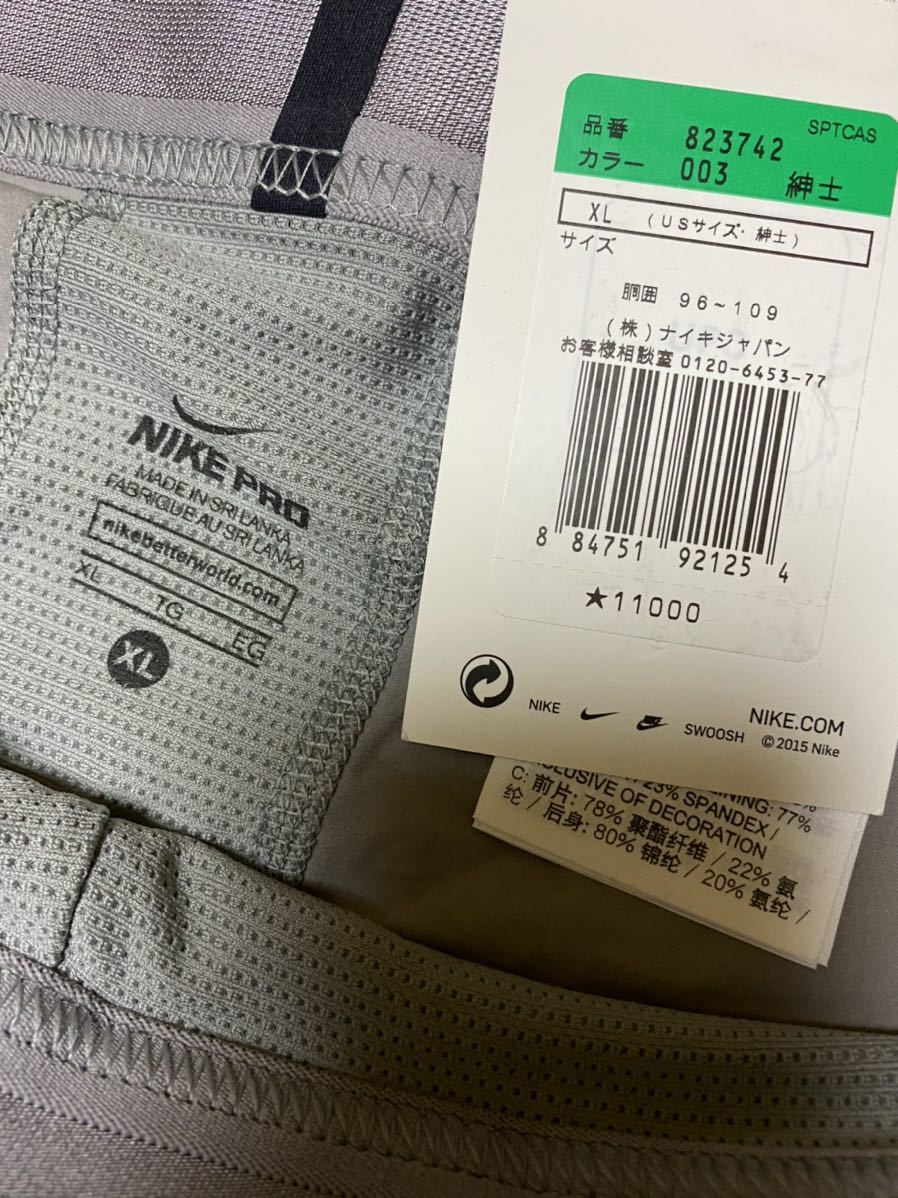 SPTCAS
品番 823742
カラー 003 紳士
XL (USサイズ・紳士)
サイズ
胴囲 96～109
(株)ナイキジャパン
お客様相談室 0120-6453-77
8 84751 92125 4
★11000
NIKE SWOOSH
NIKE.COM
©2015 Nike
NIKE PRO
MADE IN SRI LANKA
FABRIQUE AU SRI LANKA
nikebetterworld.com
XL TG EG
XL
NING: 77%
/ 23% SPANDEX /
CLUSIVE OF DECORATION
C: 前片: 78% 聚酯纤维 / 22% 氨
纶 / 后身: 80% 锦纶 / 20% 氨纶 /